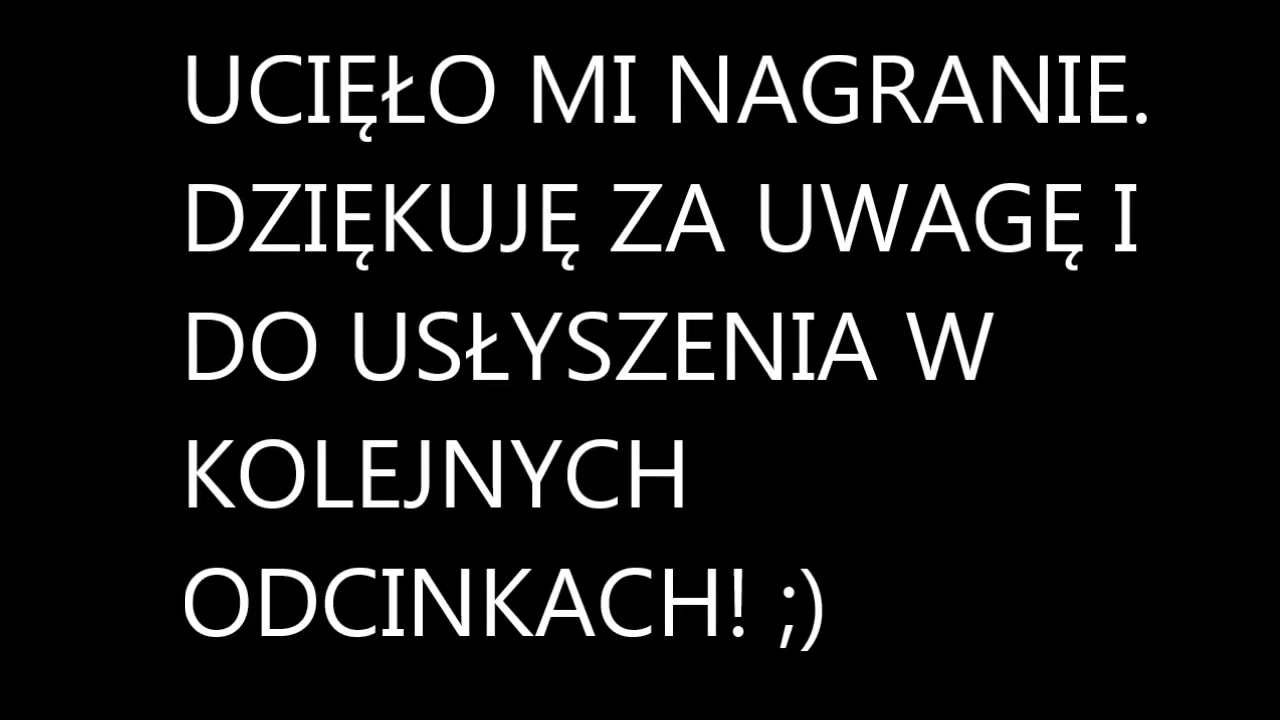 UCIĘŁO MI NAGRANIE.
DZIĘKUJĘ ZA UWAGĘ I
DO USŁYSZENIA W
KOLEJNYCH
ODCINKACH! ;)